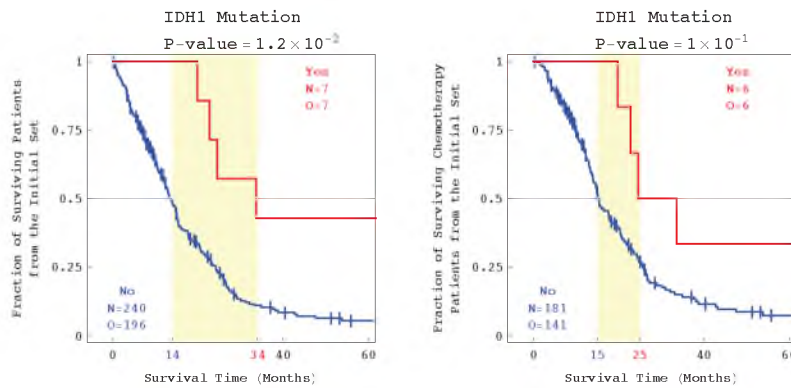 IDH1 Mutation
P-value = 1.2 × 10⁻²
Fraction of Surviving Patients
from the Initial Set
1
0.75
0.5
0.25
0
Yes
N=7
O=7
No
N=240
O=196
0 14 34 40 60
Survival Time (Months)
IDH1 Mutation
P-value = 1 × 10⁻¹
Fraction of Surviving Chemotherapy
Patients from the Initial Set
1
0.75
0.5
0.25
0
Yes
N=6
O=6
No
N=181
O=141
0 15 25 40 60
Survival Time (Months)